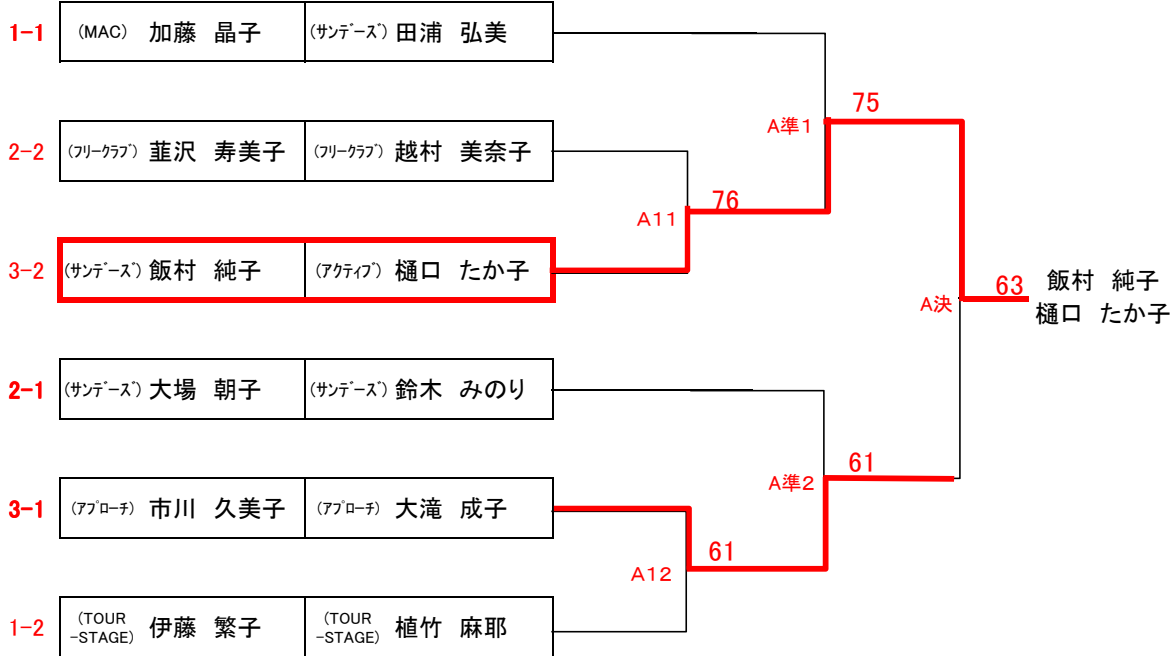 1-1 (MAC) 加藤 晶子 (ｻﾝﾃﾞｰｽﾞ) 田浦 弘美
75
A準1
2-2 (ﾌﾘｰｸﾗﾌﾞ) 韮沢 寿美子 (ﾌﾘｰｸﾗﾌﾞ) 越村 美奈子
76
A11
3-2 (ｻﾝﾃﾞｰｽﾞ) 飯村 純子 (ｱｸﾃｨﾌﾞ) 樋口 たか子
63 飯村 純子
A決 樋口 たか子
2-1 (ｻﾝﾃﾞｰｽﾞ) 大場 朝子 (ｻﾝﾃﾞｰｽﾞ) 鈴木 みのり
61
A準2
3-1 (ｱﾌﾟﾛｰﾁ) 市川 久美子 (ｱﾌﾟﾛｰﾁ) 大滝 成子
61
A12
1-2 (TOUR -STAGE) 伊藤 繁子 (TOUR -STAGE) 植竹 麻耶